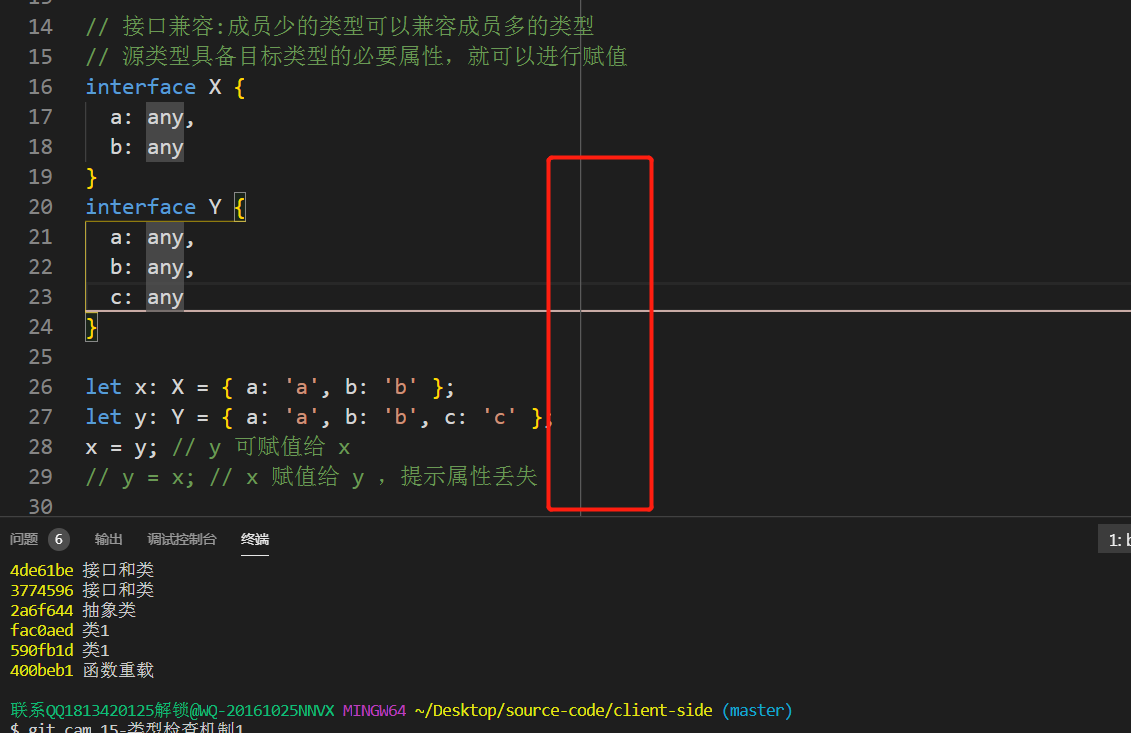 14 // 接口兼容:成员少的类型可以兼容成员多的类型
15 // 源类型具备目标类型的必要属性，就可以进行赋值
16 interface X {
17 a: any,
18 b: any
19 }
20 interface Y {
21 a: any,
22 b: any,
23 c: any
24 }
25
26 let x: X = { a: 'a', b: 'b' };
27 let y: Y = { a: 'a', b: 'b', c: 'c' };
28 x = y; // y 可赋值给 x
29 // y = x; // x 赋值给 y ，提示属性丢失
30
问题 6 输出 调试控制台 终端 1: b
4de61be 接口和类
3774596 接口和类
2a6f644 抽象类
fac0aed 类1
590fb1d 类1
400beb1 函数重载
联系QQ1813420125解锁@WQ-20161025NNVX MINGW64 ~/Desktop/source-code/client-side (master)
$ git cam 15-类型检查机制1